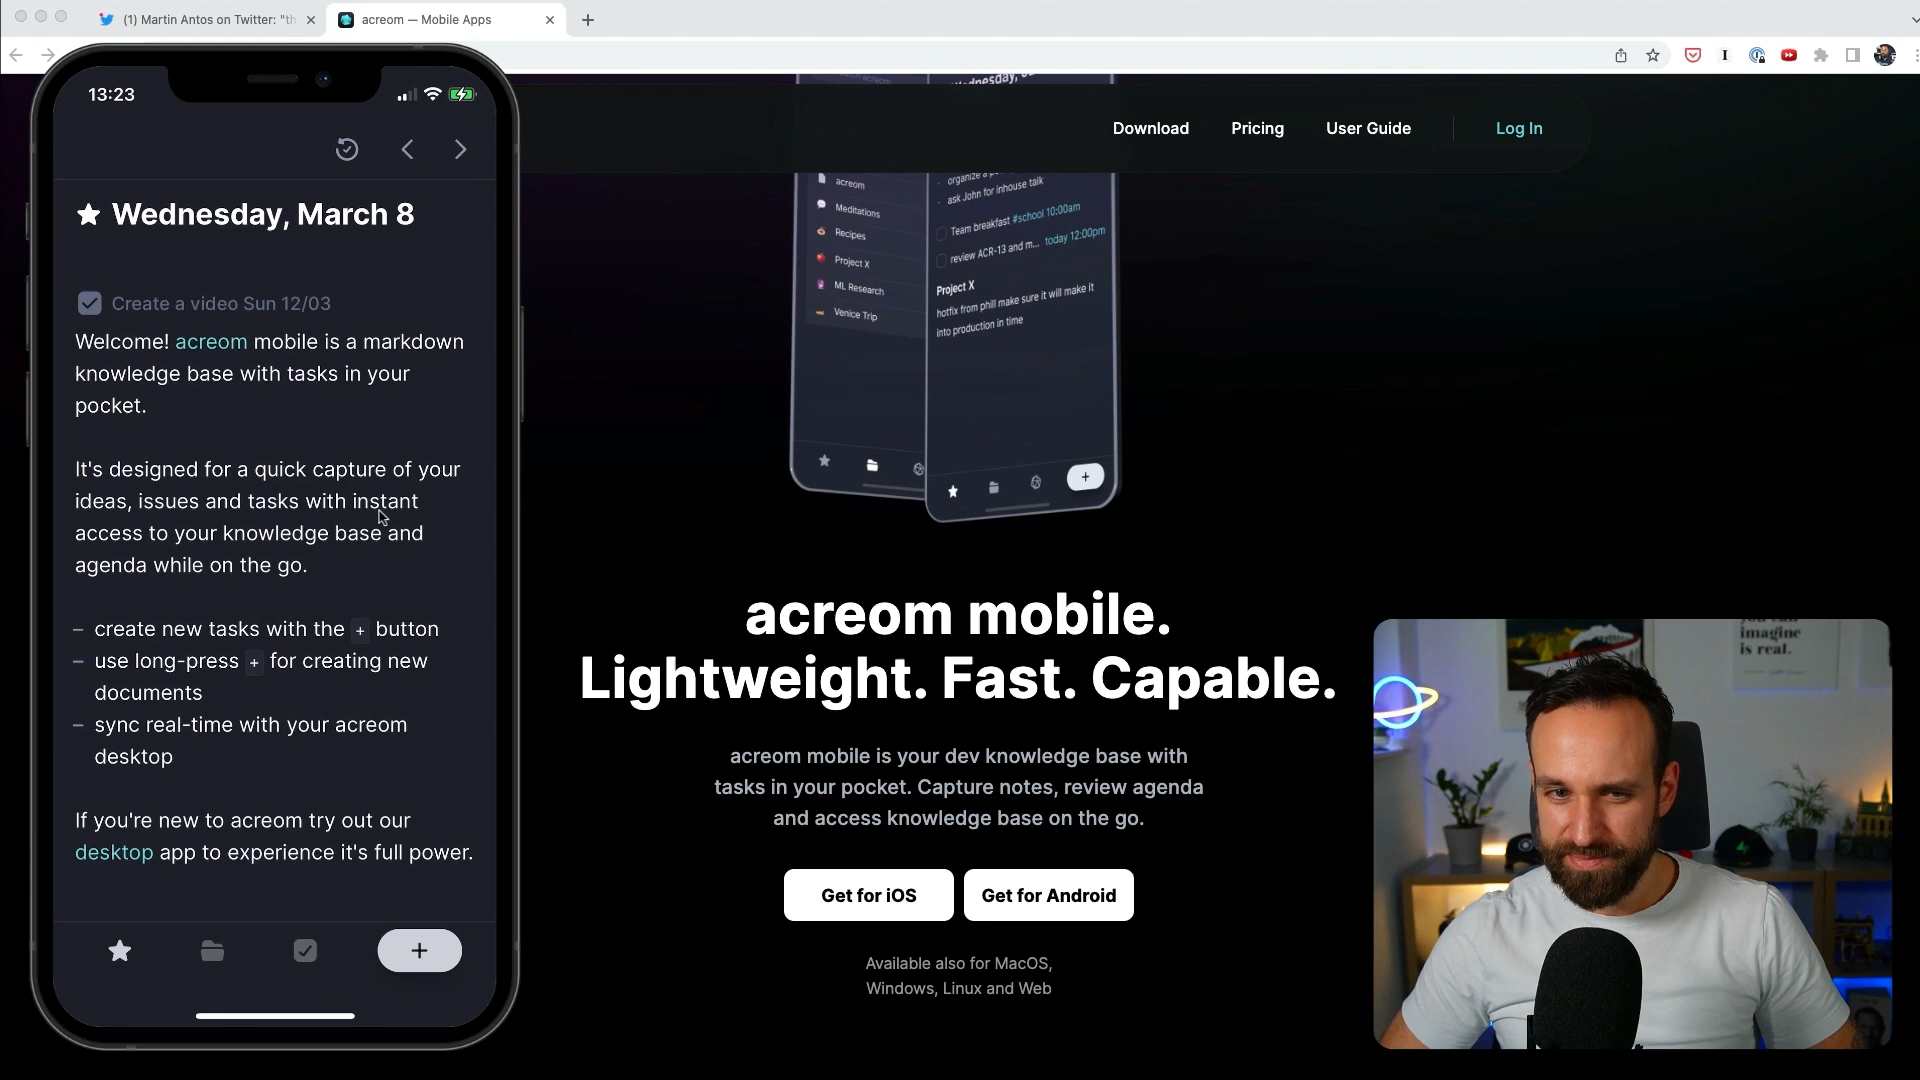 (1) Martin Antos on Twitter: "th
acreom — Mobile Apps
13:23
Wednesday, March 8
Create a video Sun 12/03
Welcome! acreom mobile is a markdown
knowledge base with tasks in your
pocket.
It's designed for a quick capture of your
ideas, issues and tasks with instant
access to your knowledge base and
agenda while on the go.
– create new tasks with the + button
– use long-press + for creating new
documents
– sync real-time with your acreom
desktop
If you're new to acreom try out our
desktop app to experience it's full power.
+
Download
Pricing
User Guide
Log In
acreom
Meditations
Recipes
Project X
ML Research
Venice Trip
ask John for inhouse talk
Team breakfast #school 10:00am
review ACR-13 and m... today 12:00pm
Project X
hotfix from phill make sure it will make it
into production in time
+
acreom mobile.
Lightweight. Fast. Capable.
acreom mobile is your dev knowledge base with
tasks in your pocket. Capture notes, review agenda
and access knowledge base on the go.
Get for iOS
Get for Android
Available also for MacOS,
Windows, Linux and Web
imagine
is real.